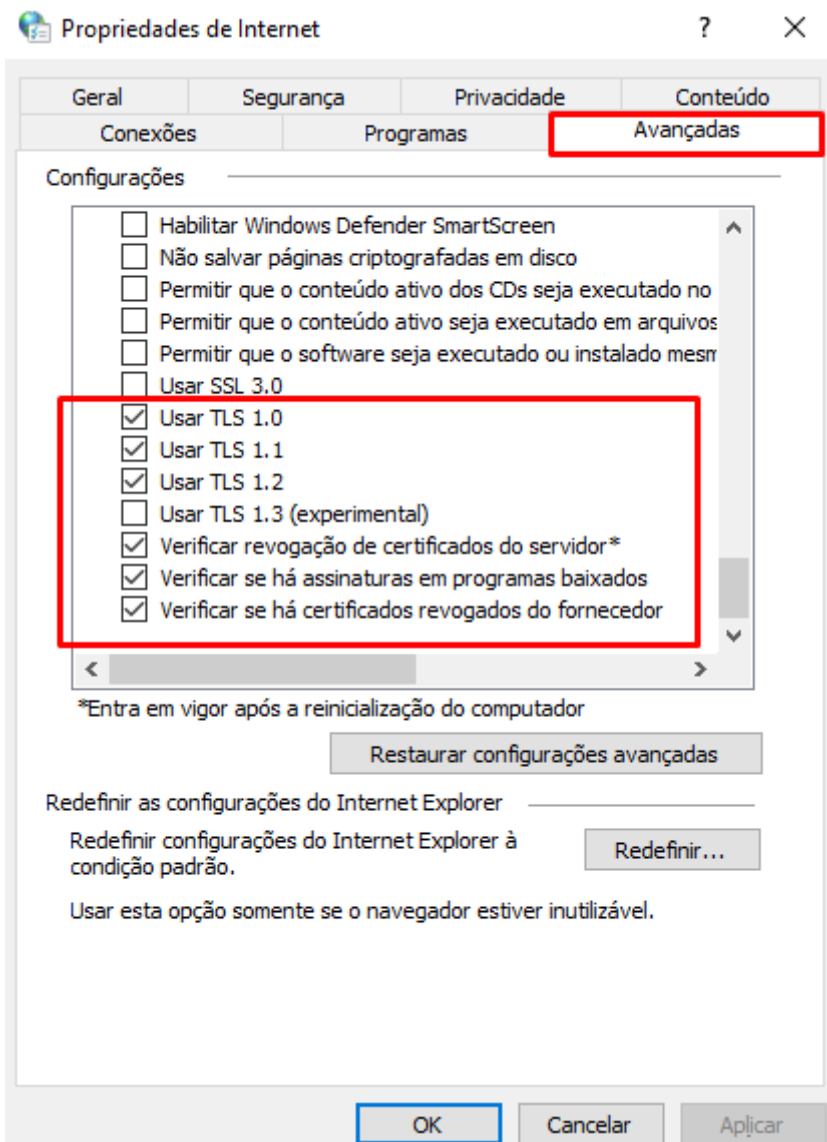 Propriedades de Internet
?
Geral
Segurança
Privacidade
Conteúdo
Conexões
Programas
Avançadas
Configurações
Habilitar Windows Defender SmartScreen
Não salvar páginas criptografadas em disco
Permitir que o conteúdo ativo dos CDs seja executado no
Permitir que o conteúdo ativo seja executado em arquivos
Permitir que o software seja executado ou instalado mesm
Usar SSL 3.0
Usar TLS 1.0
Usar TLS 1.1
Usar TLS 1.2
Usar TLS 1.3 (experimental)
Verificar revogação de certificados do servidor*
Verificar se há assinaturas em programas baixados
Verificar se há certificados revogados do fornecedor
*Entra em vigor após a reinicialização do computador
Restaurar configurações avançadas
Redefinir as configurações do Internet Explorer
Redefinir configurações do Internet Explorer à
condição padrão.
Redefinir...
Usar esta opção somente se o navegador estiver inutilizável.
OK
Cancelar
Aplicar